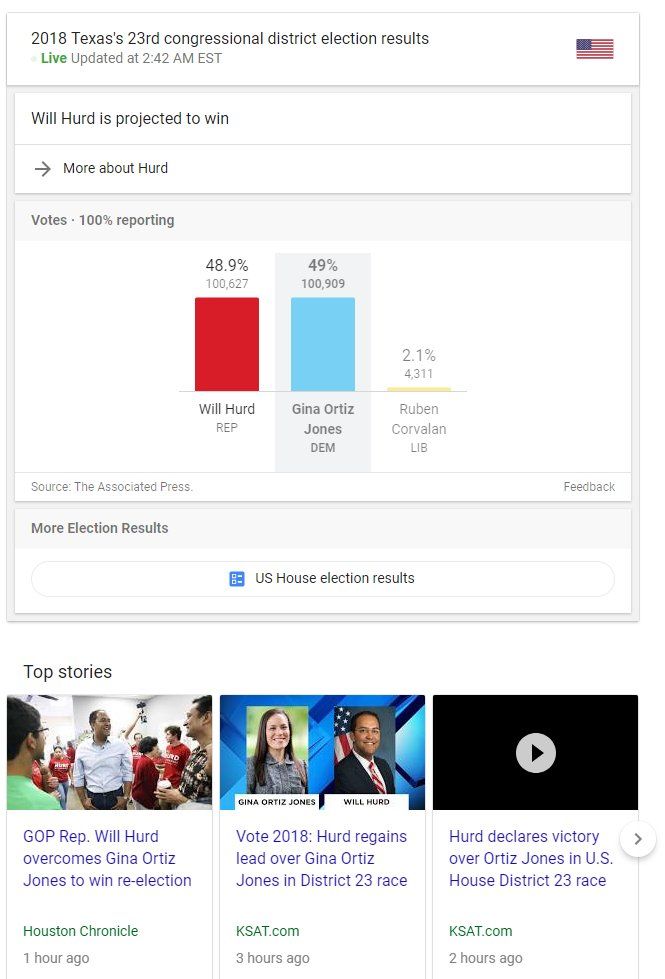 2018 Texas's 23rd congressional district election results
Live Updated at 2:42 AM EST
Will Hurd is projected to win
More about Hurd
Votes · 100% reporting
48.9%
100,627
49%
100,909
2.1%
4,311
Will Hurd
REP
Gina Ortiz
Jones
DEM
Ruben
Corvalan
LIB
Source: The Associated Press.
Feedback
More Election Results
US House election results
Top stories
HURD
GINA ORTIZ JONES
WILL HURD
GOP Rep. Will Hurd
overcomes Gina Ortiz
Jones to win re-election
Houston Chronicle
1 hour ago
Vote 2018: Hurd regains
lead over Gina Ortiz
Jones in District 23 race
KSAT.com
3 hours ago
Hurd declares victory
over Ortiz Jones in U.S.
House District 23 race
KSAT.com
2 hours ago